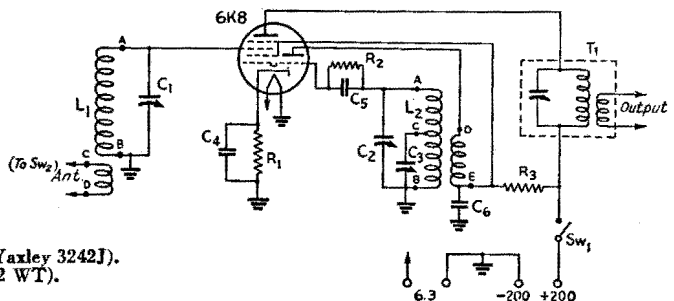 6K8
T₁
A
L₁
C₁
B
C
(To Sw₂)
Ant.
D
C₄
R₁
R₂
C₅
A
L₂
C
C₂
C₃
B
D
E
C₆
R₃
Output
Sw₁
Yaxley 3242J).
2 WT).
6.3
-200
+200